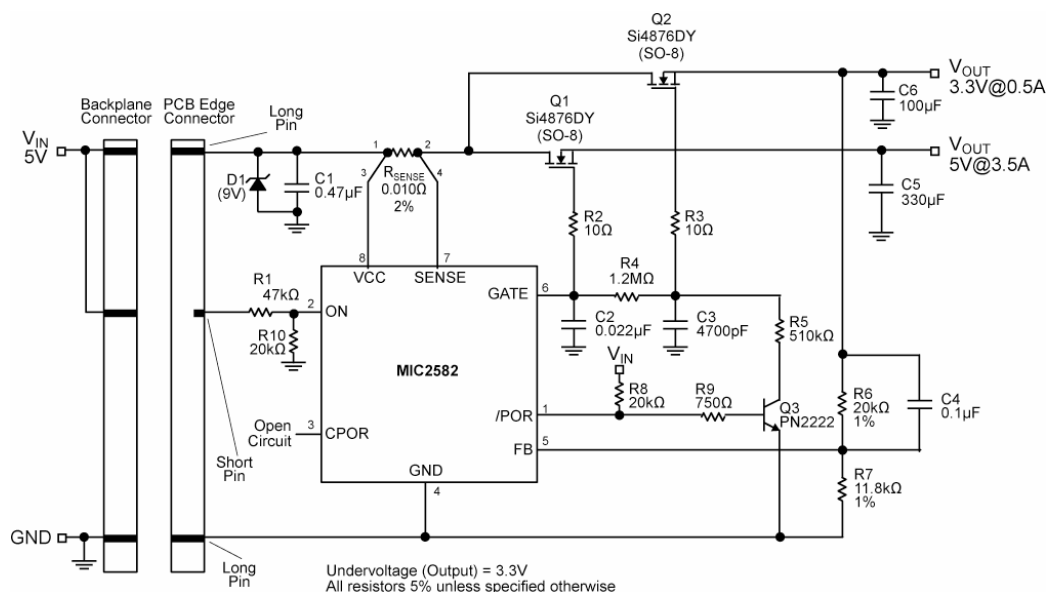 Q2
Si4876DY
(SO-8)
VOUT
3.3V@0.5A
C6
100µF
Backplane
Connector
PCB Edge
Connector
Long
Pin
Q1
Si4876DY
(SO-8)
VIN
5V
1
2
VOUT
5V@3.5A
3
4
RSENSE
0.010Ω
2%
D1
(9V)
C1
0.47µF
C5
330µF
R2
10Ω
R3
10Ω
8
7
VCC
SENSE
R4
1.2MΩ
R1
47kΩ
GATE
6
2
ON
R10
20kΩ
C2
0.022µF
C3
4700pF
R5
510kΩ
MIC2582
VIN
R8
20kΩ
R9
750Ω
R6
20kΩ
1%
C4
0.1µF
/POR
1
Q3
PN2222
Open
Circuit
3
CPOR
FB
5
Short
Pin
GND
4
R7
11.8kΩ
1%
GND
Long
Pin
Undervoltage (Output) = 3.3V
All resistors 5% unless specified otherwise